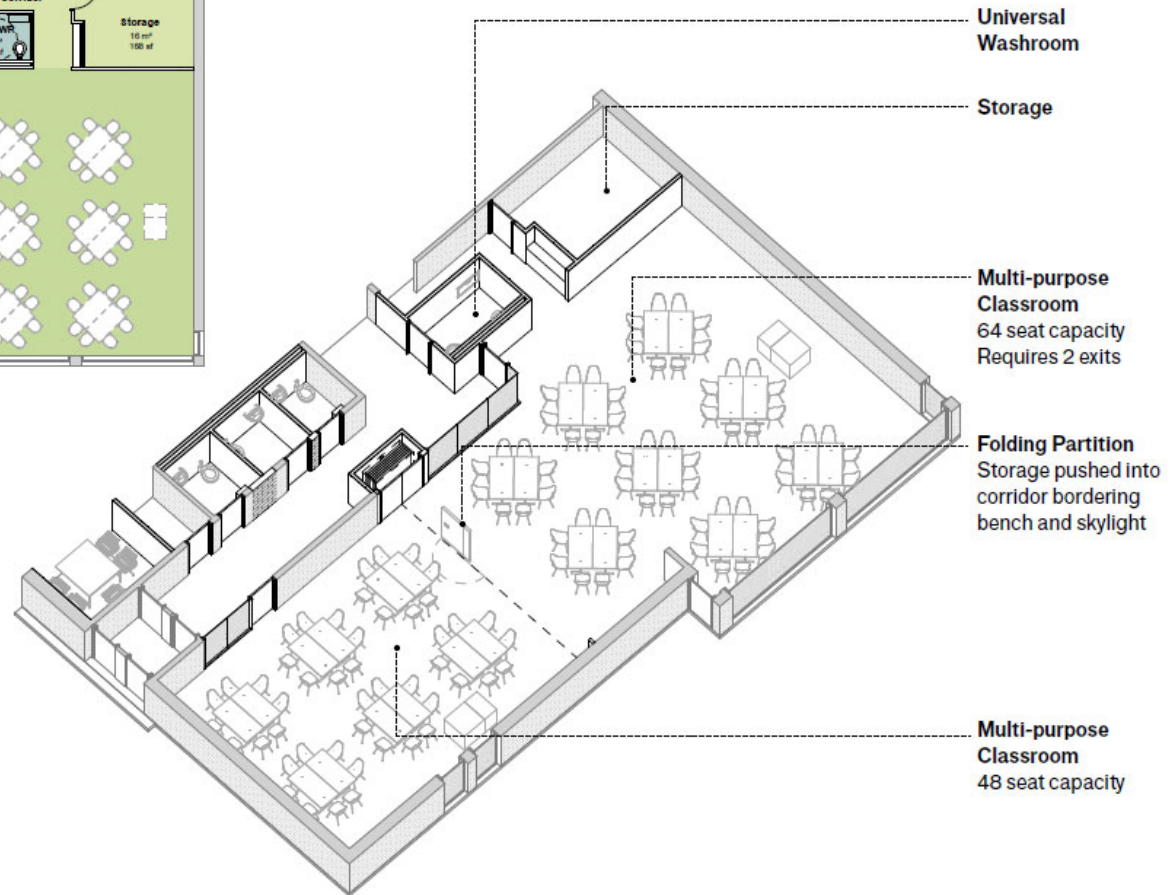 Storage
16 m²
168 sf
WR
Universal
Washroom
Storage
Multi-purpose
Classroom
64 seat capacity
Requires 2 exits
Folding Partition
Storage pushed into
corridor bordering
bench and skylight
Multi-purpose
Classroom
48 seat capacity